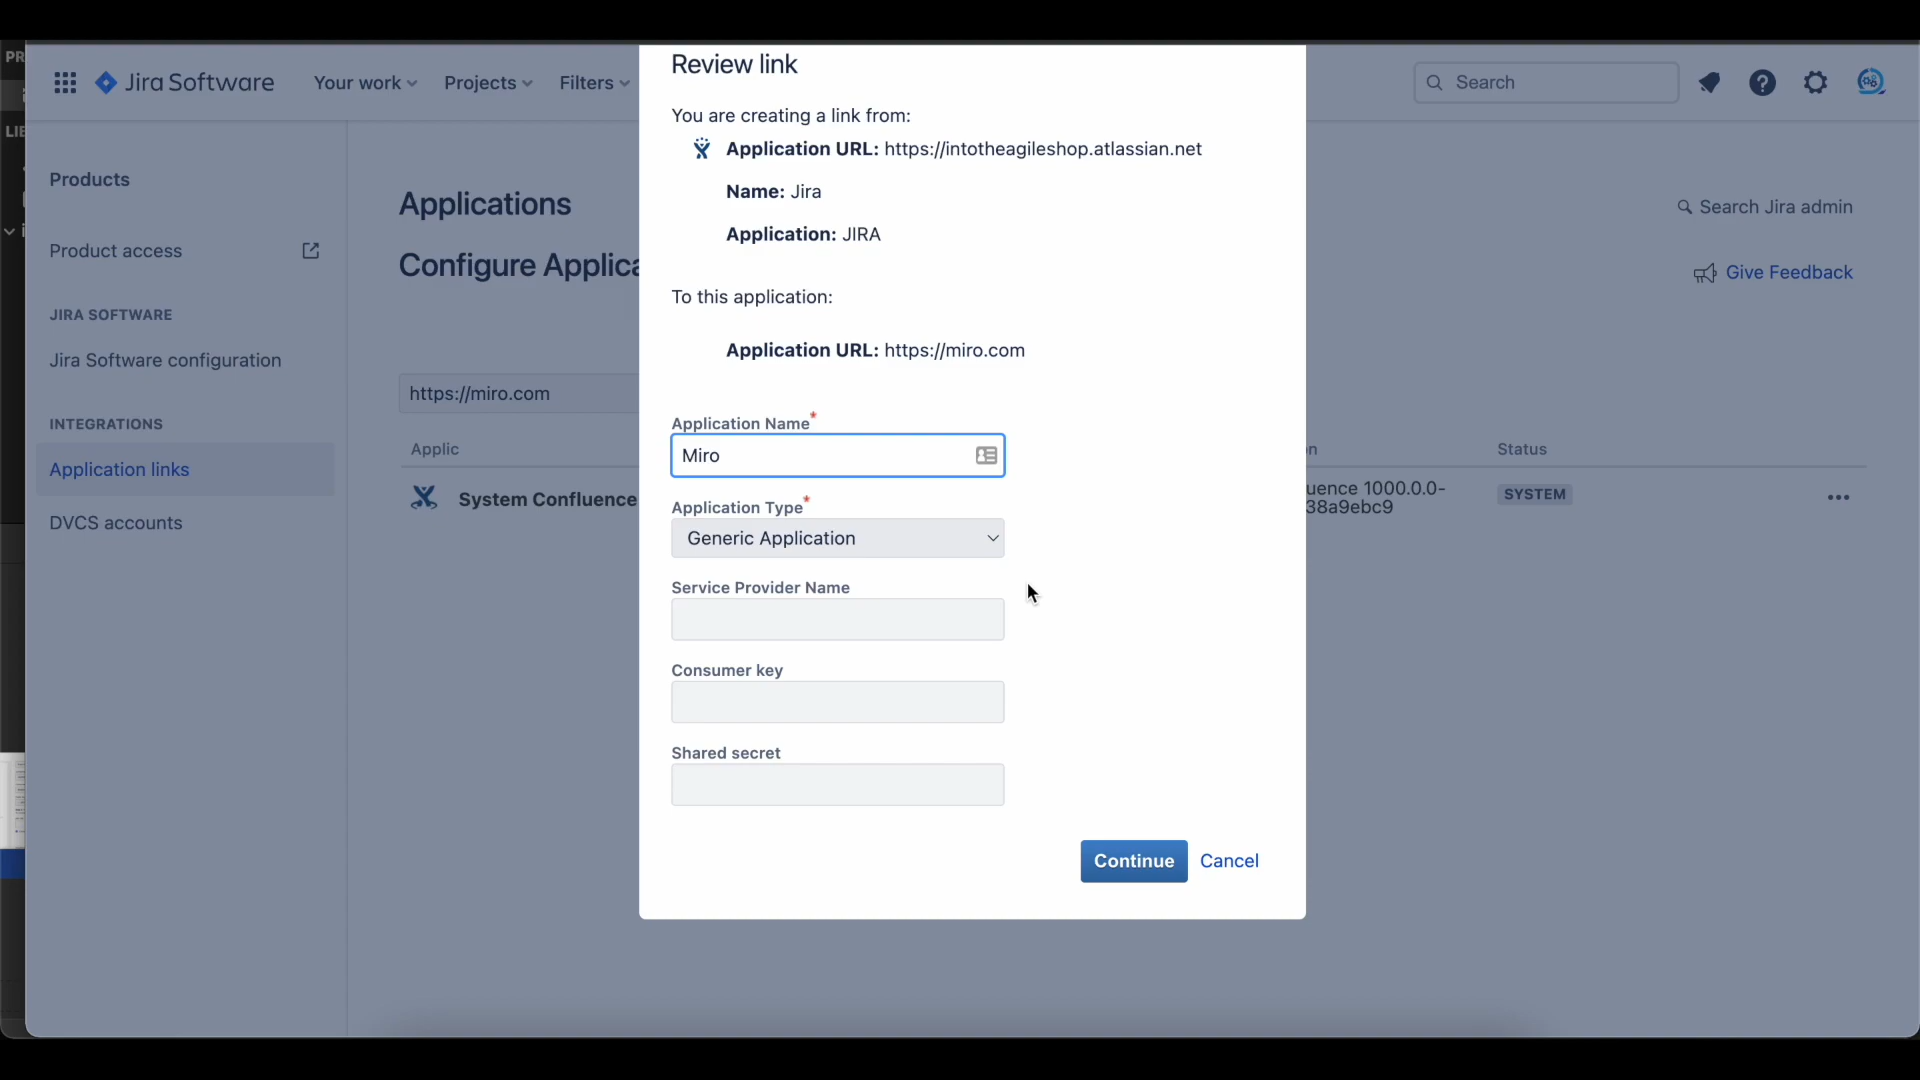 PR
Jira Software
Your work
Projects
Filters
Search
LIE
Products
Product access
JIRA SOFTWARE
Jira Software configuration
INTEGRATIONS
Application links
DVCS accounts
Applications
Configure Applica
Search Jira admin
Give Feedback
https://miro.com
Applic
n
Status
System Confluence
uence 1000.0.0-
38a9ebc9
SYSTEM
Review link
You are creating a link from:
Application URL: https://intotheagileshop.atlassian.net
Name: Jira
Application: JIRA
To this application:
Application URL: https://miro.com
Application Name*
Miro
Application Type*
Generic Application
Service Provider Name
Consumer key
Shared secret
Continue
Cancel